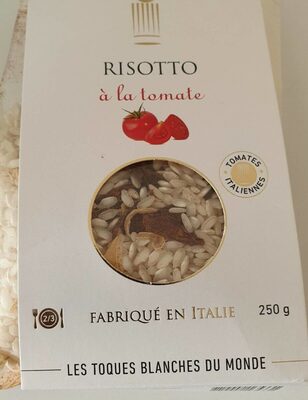 RISOTTO
à la tomate
TOMATES
ITALIENNES
2/3
FABRIQUÉ EN ITALIE
250 g
LES TOQUES BLANCHES DU MONDE